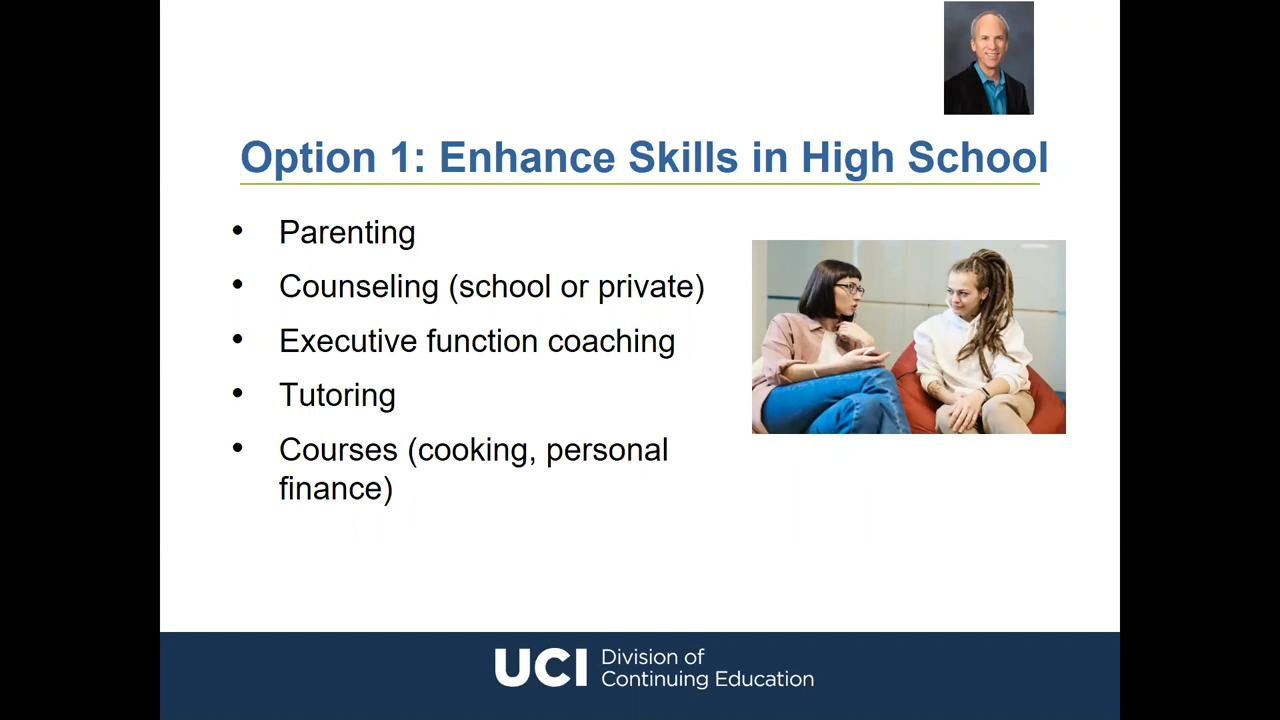 Option 1: Enhance Skills in High School
• Parenting
• Counseling (school or private)
• Executive function coaching
• Tutoring
• Courses (cooking, personal
finance)
UCI Division of
Continuing Education